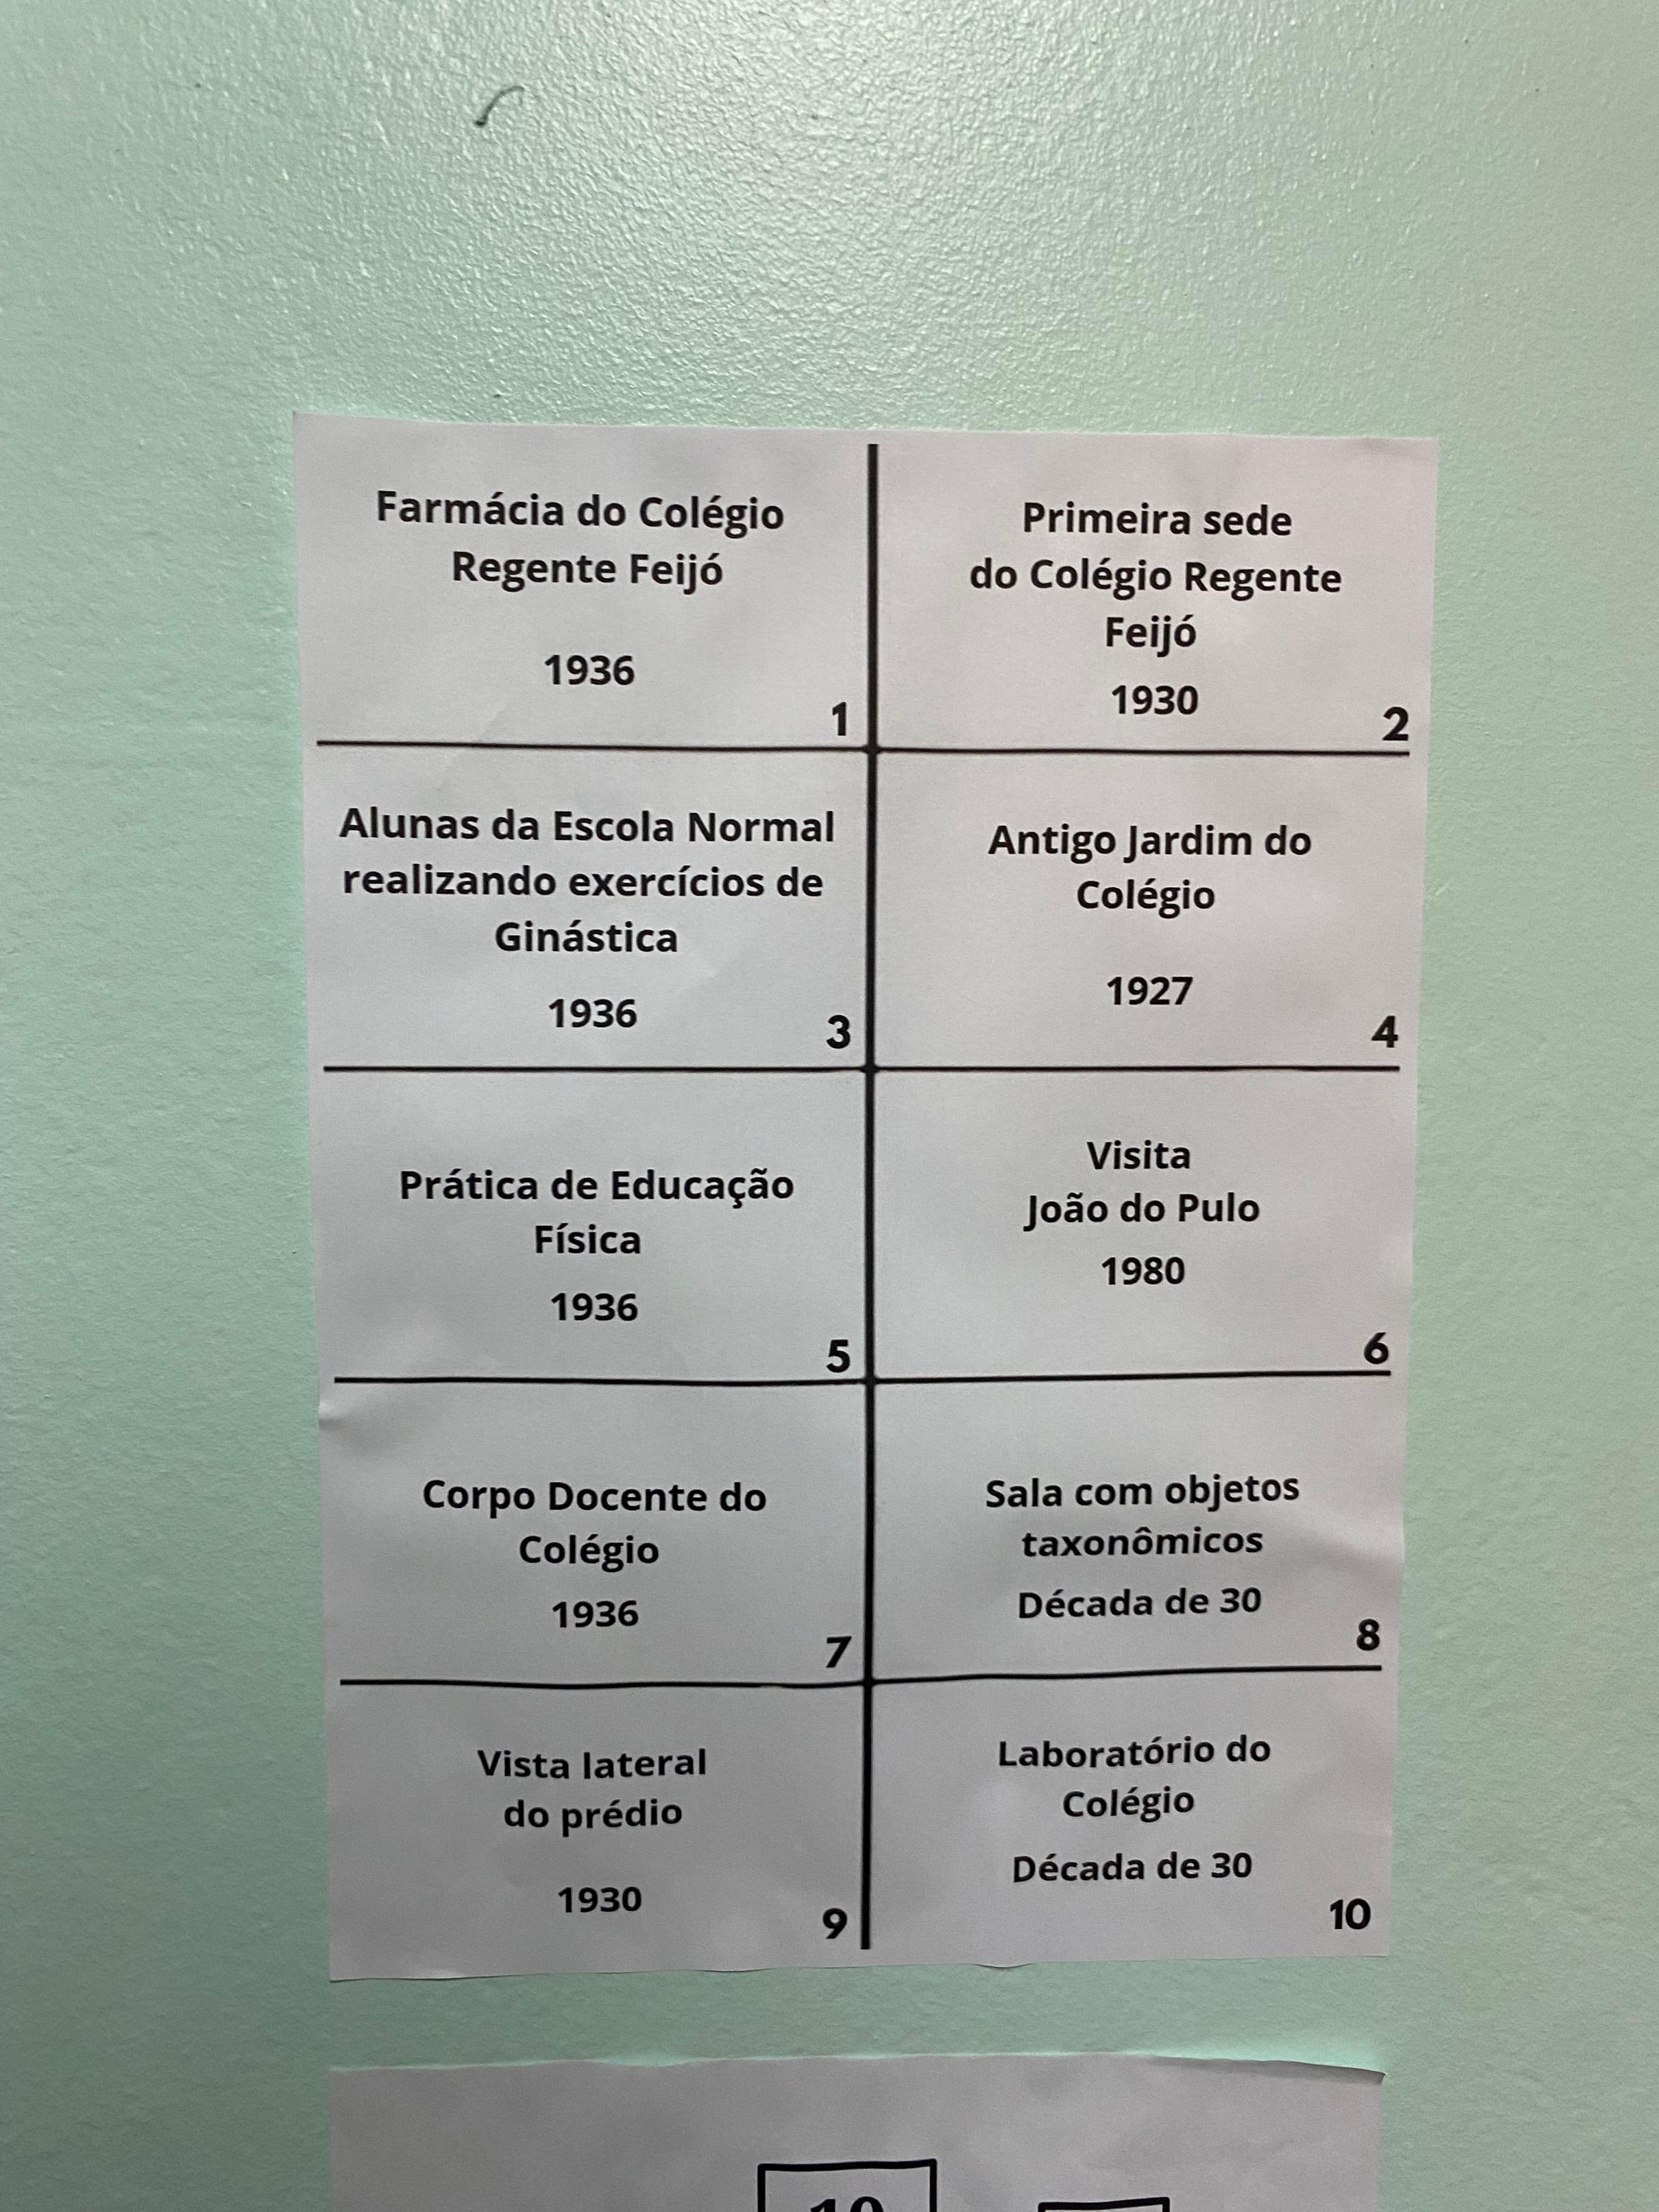 Farmácia do Colégio
Regente Feijó
1936
1
Primeira sede
do Colégio Regente
Feijó
1930
2
Alunas da Escola Normal
realizando exercícios de
Ginástica
1936
3
Antigo Jardim do
Colégio
1927
4
Prática de Educação
Física
1936
5
Visita
João do Pulo
1980
6
Corpo Docente do
Colégio
1936
7
Sala com objetos
taxonômicos
Década de 30
8
Vista lateral
do prédio
1930
9
Laboratório do
Colégio
Década de 30
10